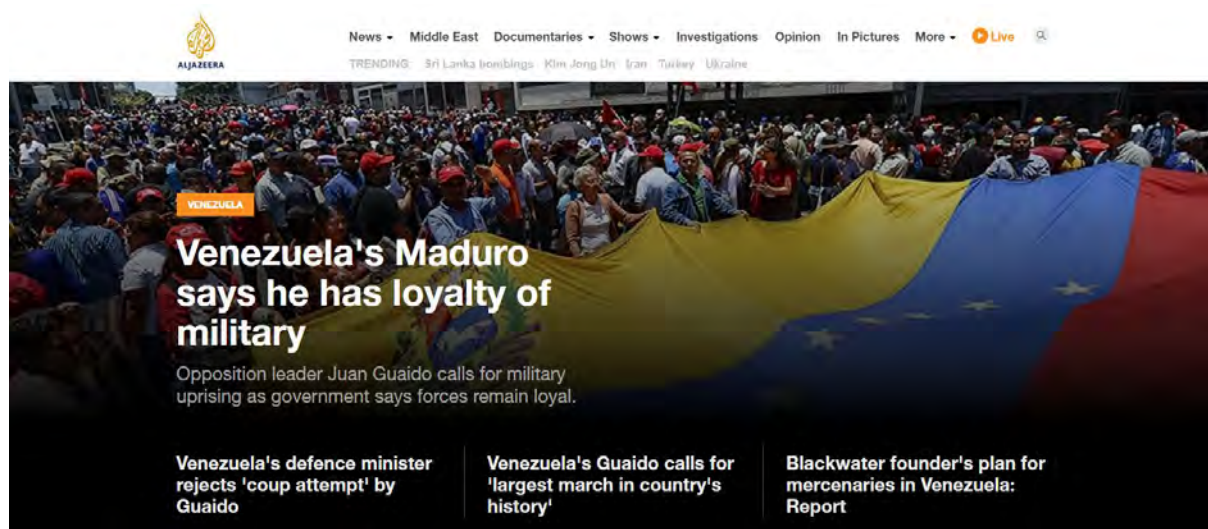 ALJAZEERA
News Middle East Documentaries Shows Investigations Opinion In Pictures More Live
TRENDING: Sri Lanka bombings Kim Jong Un Iran Turkey Ukraine
VENEZUELA
Venezuela's Maduro
says he has loyalty of
military
Opposition leader Juan Guaido calls for military
uprising as government says forces remain loyal.
Venezuela's defence minister
rejects 'coup attempt' by
Guaido
Venezuela's Guaido calls for
'largest march in country's
history'
Blackwater founder's plan for
mercenaries in Venezuela:
Report